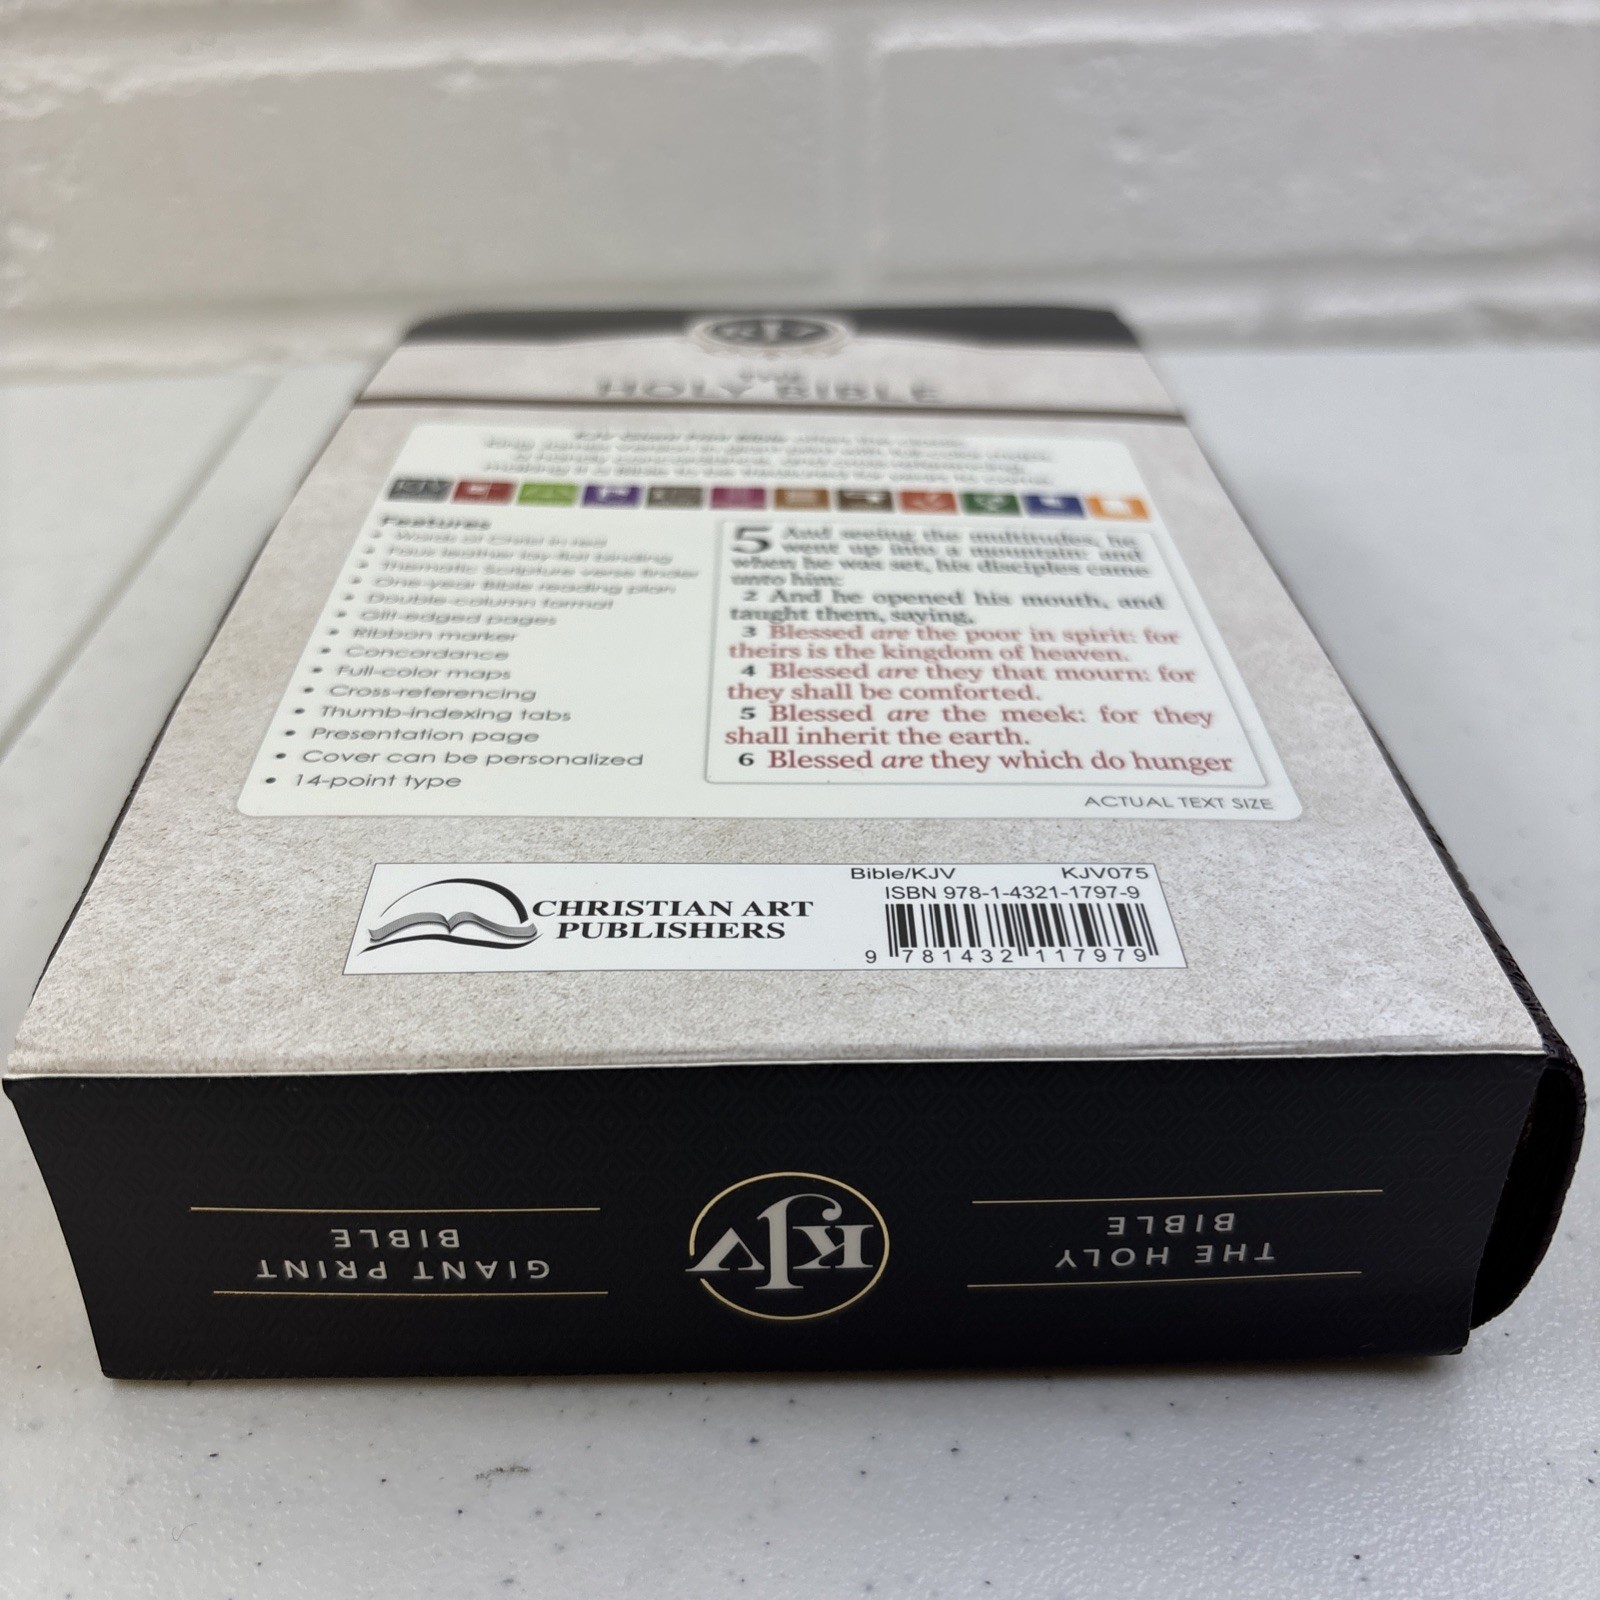 HOLY BIBLE
Features
• Words of Christ in red
• Faux leather lay-flat binding
• Thematic Scripture verse finder
• One-year Bible reading plan
• Double-column format
• Gilt-edged pages
• Ribbon marker
• Concordance
• Full-color maps
• Cross-referencing
• Thumb-indexing tabs
• Presentation page
• Cover can be personalized
• 14-point type
5 And seeing the multitudes, he
went up into a mountain: and
when he was set, his disciples came
unto him:
2 And he opened his mouth, and
taught them, saying,
3 Blessed are the poor in spirit: for
theirs is the kingdom of heaven.
4 Blessed are they that mourn: for
they shall be comforted.
5 Blessed are the meek: for they
shall inherit the earth.
6 Blessed are they which do hunger
ACTUAL TEXT SIZE
CHRISTIAN ART
PUBLISHERS
Bible/KJV KJV075
ISBN 978-1-4321-1797-9
9 781432 117979
THE HOLY
BIBLE
KJV
GIANT PRINT
BIBLE